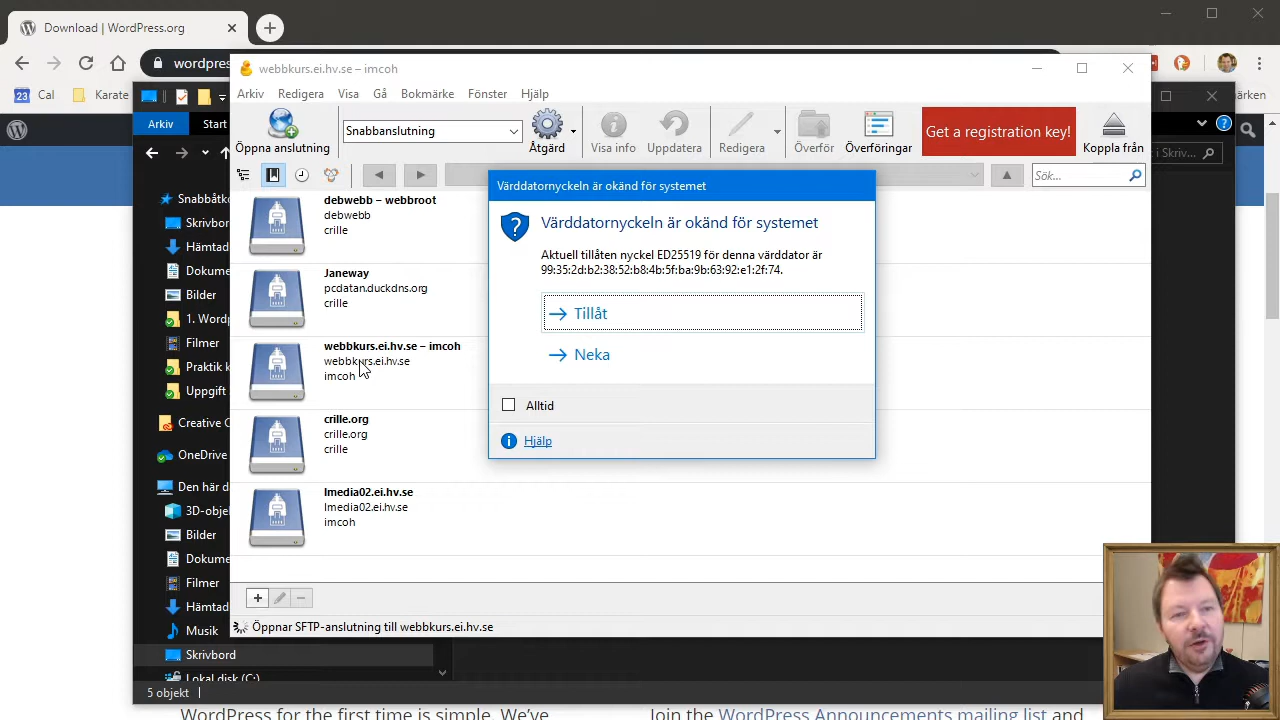 Download | WordPress.org
wordpres
Cal
Karate
ärken
webbkurs.ei.hv.se – imcoh
Arkiv Redigera Visa Gå Bokmärke Fönster Hjälp
Öppna anslutning
Snabbanslutning
Åtgärd
Visa info
Uppdatera
Redigera
Överför
Överföringar
Get a registration key!
Koppla från
Sök...
Arkiv
Start
t i Skriv...
Snabbåtko
Skrivbor
Hämtad
Dokume
Bilder
1. Wordp
Filmer
Praktik k
Uppgift
Creative C
OneDrive
Den här d
3D-objel
Bilder
Dokume
Filmer
Hämtad
Musik
Skrivbord
Lokal disk (C:)
5 objekt
debwebb – webbroot
debwebb
crille
Janeway
pcdatan.duckdns.org
crille
webbkurs.ei.hv.se – imcoh
webbkurs.ei.hv.se
imcoh
crille.org
crille.org
crille
lmedia02.ei.hv.se
lmedia02.ei.hv.se
imcoh
Öppnar SFTP-anslutning till webbkurs.ei.hv.se
Värddatornyckeln är okänd för systemet
Värddatornyckeln är okänd för systemet
Aktuell tillåten nyckel ED25519 för denna värddator är
99:35:2d:b2:38:52:b8:4b:5f:ba:9b:63:92:e1:2f:74.
Tillåt
Neka
Alltid
Hjälp
WordPress for the first time is simple. We've
Join the WordPress Announcements mailing list and